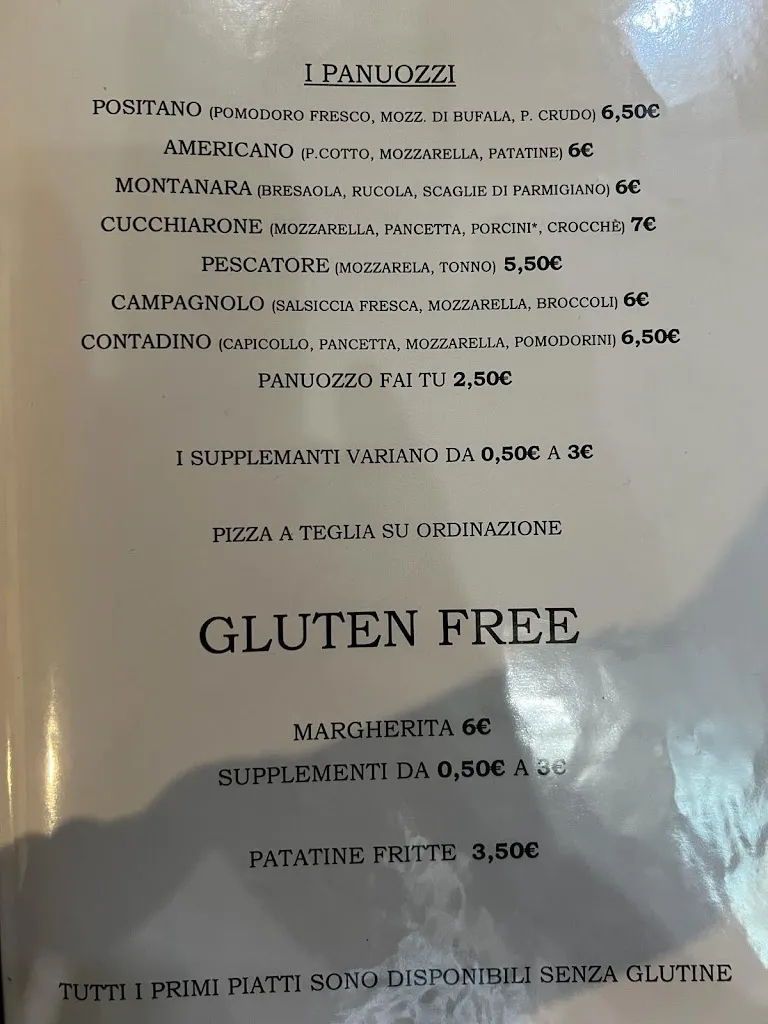 I PANUOZZI
POSITANO (POMODORO FRESCO, MOZZ. DI BUFALA, P. CRUDO) 6,50€
AMERICANO (P.COTTO, MOZZARELLA, PATATINE) 6€
MONTANARA (BRESAOLA, RUCOLA, SCAGLIE DI PARMIGIANO) 6€
CUCCHIARONE (MOZZARELLA, PANCETTA, PORCINI*, CROCCHÈ) 7€
PESCATORE (MOZZARELA, TONNO) 5,50€
CAMPAGNOLO (SALSICCIA FRESCA, MOZZARELLA, BROCCOLI) 6€
CONTADINO (CAPICOLLO, PANCETTA, MOZZARELLA, POMODORINI) 6,50€
PANUOZZO FAI TU 2,50€
I SUPPLEMANTI VARIANO DA 0,50€ A 3€
PIZZA A TEGLIA SU ORDINAZIONE
GLUTEN FREE
MARGHERITA 6€
SUPPLEMENTI DA 0,50€ A 3€
PATATINE FRITTE 3,50€
TUTTI I PRIMI PIATTI SONO DISPONIBILI SENZA GLUTINE